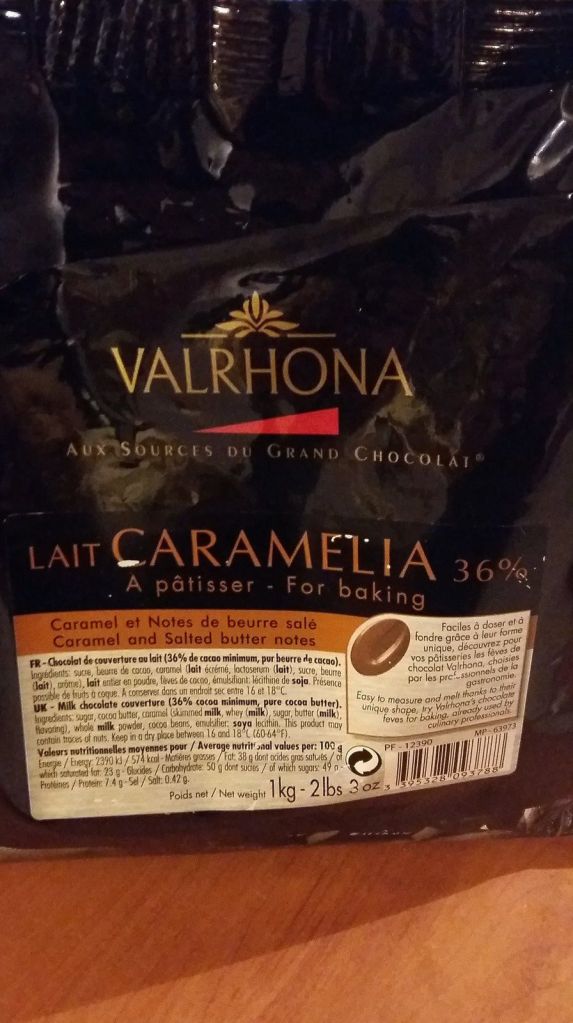 VALRHONA
AUX SOURCES DU GRAND CHOCOLAT®
LAIT CARAMÉLIA 36%
A pâtisser - For baking
Caramel et Notes de beurre salé
Caramel and Salted butter notes
FR - Chocolat de couverture au lait (36% de cacao minimum, pur beurre de cacao).
Ingrédients: sucre, beurre de cacao, caramel (lait écrémé, lactosérum (lait), sucre, beurre
(lait), arôme), lait entier en poudre, fèves de cacao, émulsifiant: lécithine de soja. Présence
possible de fruits à coque. A conserver dans un endroit sec entre 16 et 18°C.
UK - Milk chocolate couverture (36% cocoa minimum, pure cocoa butter).
Ingredients: sugar, cocoa butter, caramel (skimmed milk, whey (milk), sugar, butter (milk),
flavoring), whole milk powder, cocoa beans, emulsifier: soya lecithin. This product may
contain traces of nuts. Keep in a dry place between 16 and 18°C (60-64°F).
Valeurs nutritionnelles moyennes pour / Average nutritional values per: 100 g
Energie / Energy: 2390 kJ / 574 kcal - Matières grasses / Fat: 38 g dont acides gras saturés / of
which saturated fat: 23 g - Glucides / Carbohydrate: 50 g dont sucres / of which sugars: 49 g -
Protéines / Protein: 7.4 g - Sel / Salt: 0.42 g.
Poids net / Net weight 1kg - 2lbs 3 oz
Faciles à doser et à
fondre grâce à leur forme
unique, découvrez pour
vos pâtisseries les fèves de
chocolat Valrhona, choisies
par les professionnels de la
gastronomie.
Easy to measure and melt thanks to their
unique shape, try Valrhona's chocolate
feves for baking, already used by
culinary professionals.
PF - 12390
MP - 63973
3 395328 093788